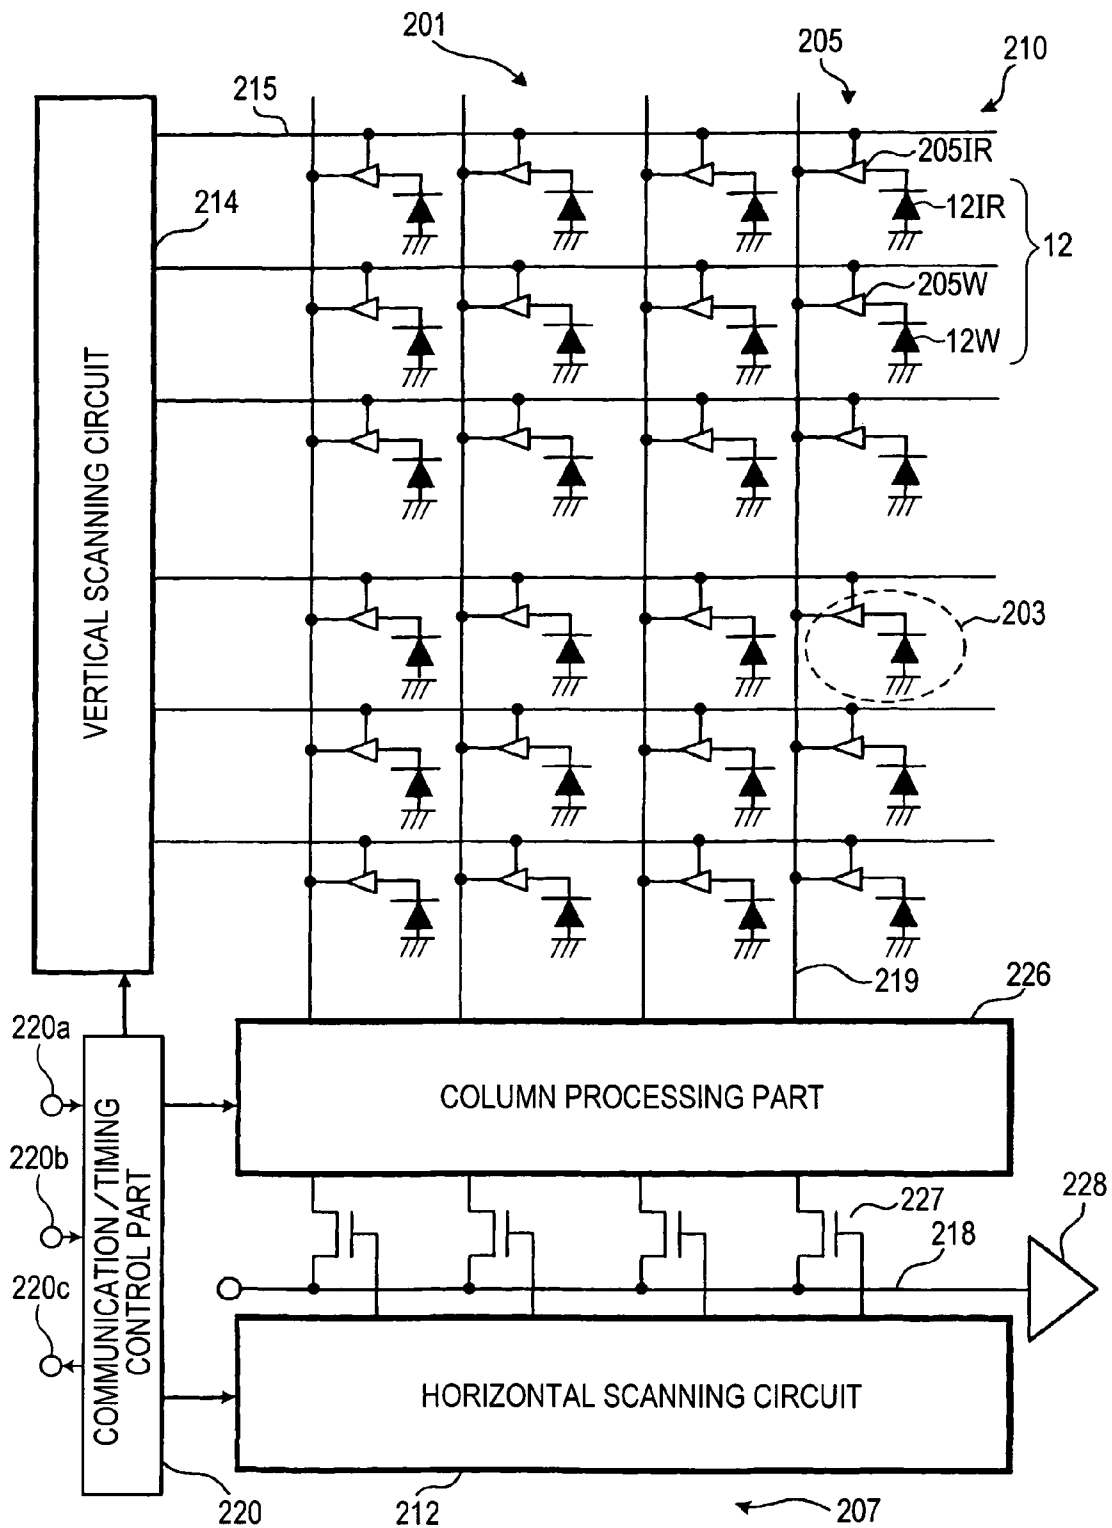 201
205
210
215
205IR
12IR
214
12
205W
12W
VERTICAL SCANNING CIRCUIT
203
219
226
220a
COLUMN PROCESSING PART
220b
COMMUNICATION/TIMING
CONTROL PART
227
228
218
220c
HORIZONTAL SCANNING CIRCUIT
220
212
207